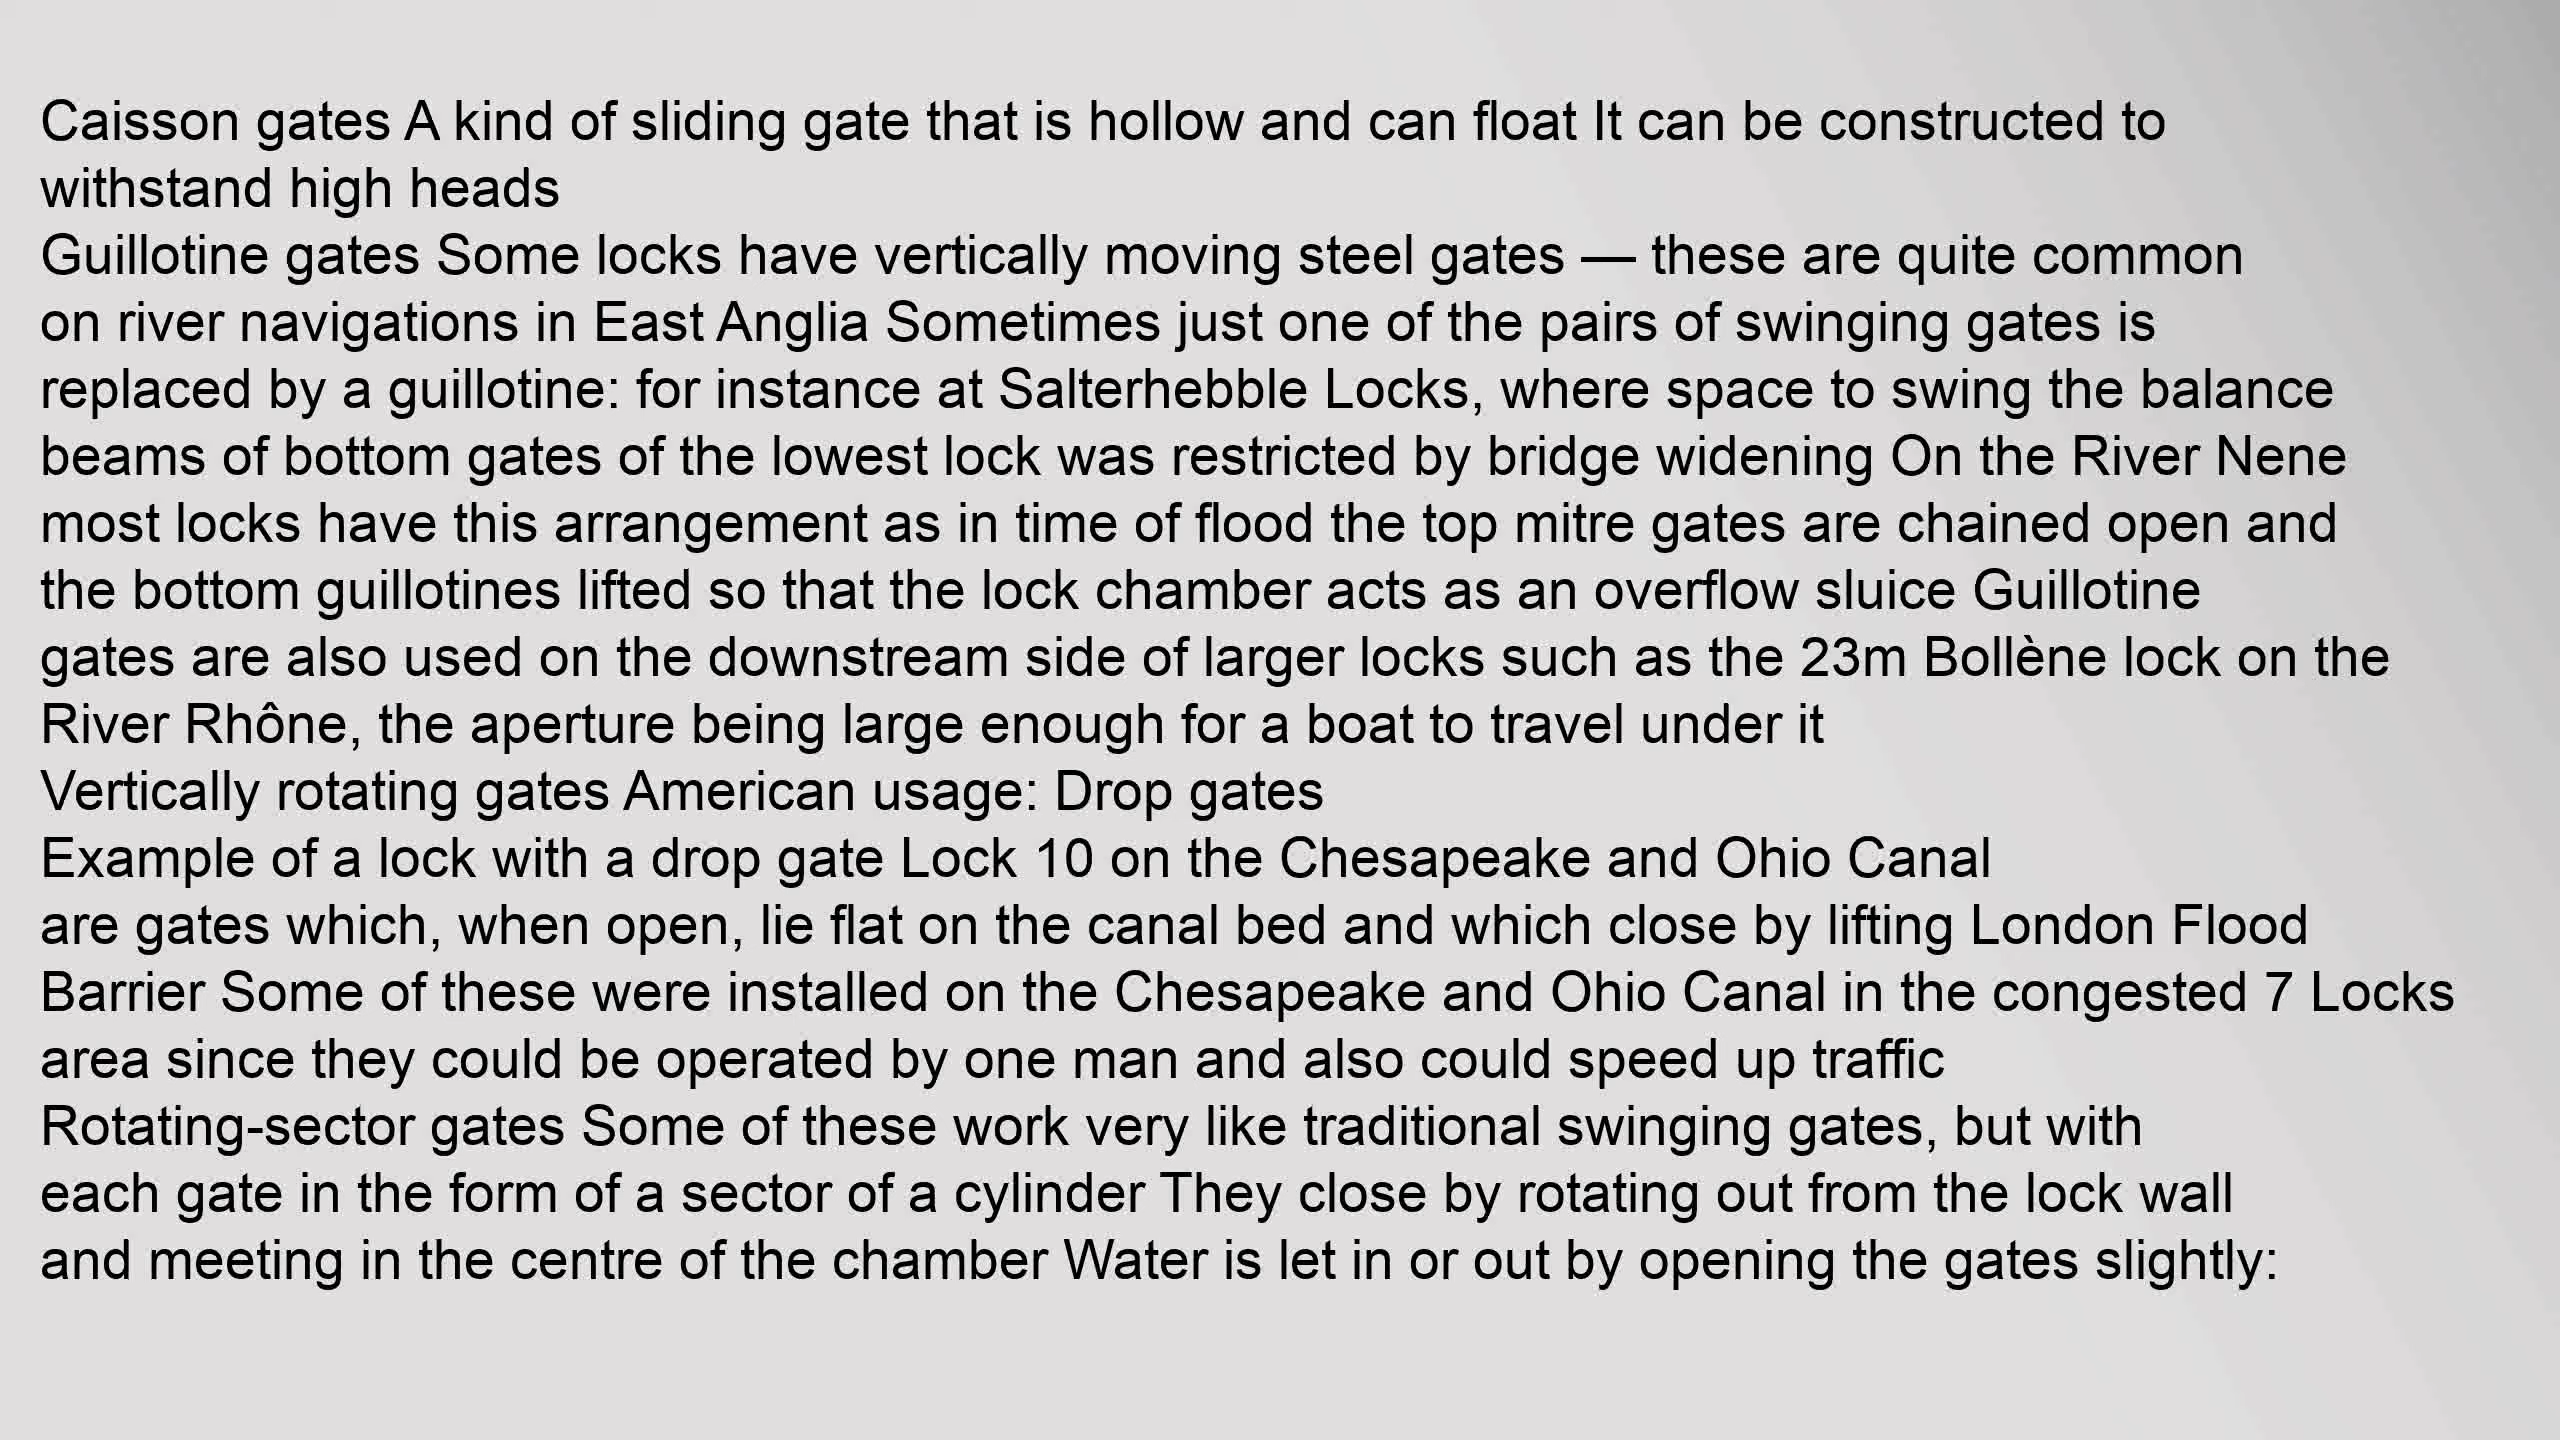 Caisson gates A kind of sliding gate that is hollow and can float It can be constructed to
withstand high heads
Guillotine gates Some locks have vertically moving steel gates — these are quite common
on river navigations in East Anglia Sometimes just one of the pairs of swinging gates is
replaced by a guillotine: for instance at Salterhebble Locks, where space to swing the balance
beams of bottom gates of the lowest lock was restricted by bridge widening On the River Nene
most locks have this arrangement as in time of flood the top mitre gates are chained open and
the bottom guillotines lifted so that the lock chamber acts as an overflow sluice Guillotine
gates are also used on the downstream side of larger locks such as the 23m Bollène lock on the
River Rhône, the aperture being large enough for a boat to travel under it
Vertically rotating gates American usage: Drop gates
Example of a lock with a drop gate Lock 10 on the Chesapeake and Ohio Canal
are gates which, when open, lie flat on the canal bed and which close by lifting London Flood
Barrier Some of these were installed on the Chesapeake and Ohio Canal in the congested 7 Locks
area since they could be operated by one man and also could speed up traffic
Rotating-sector gates Some of these work very like traditional swinging gates, but with
each gate in the form of a sector of a cylinder They close by rotating out from the lock wall
and meeting in the centre of the chamber Water is let in or out by opening the gates slightly: